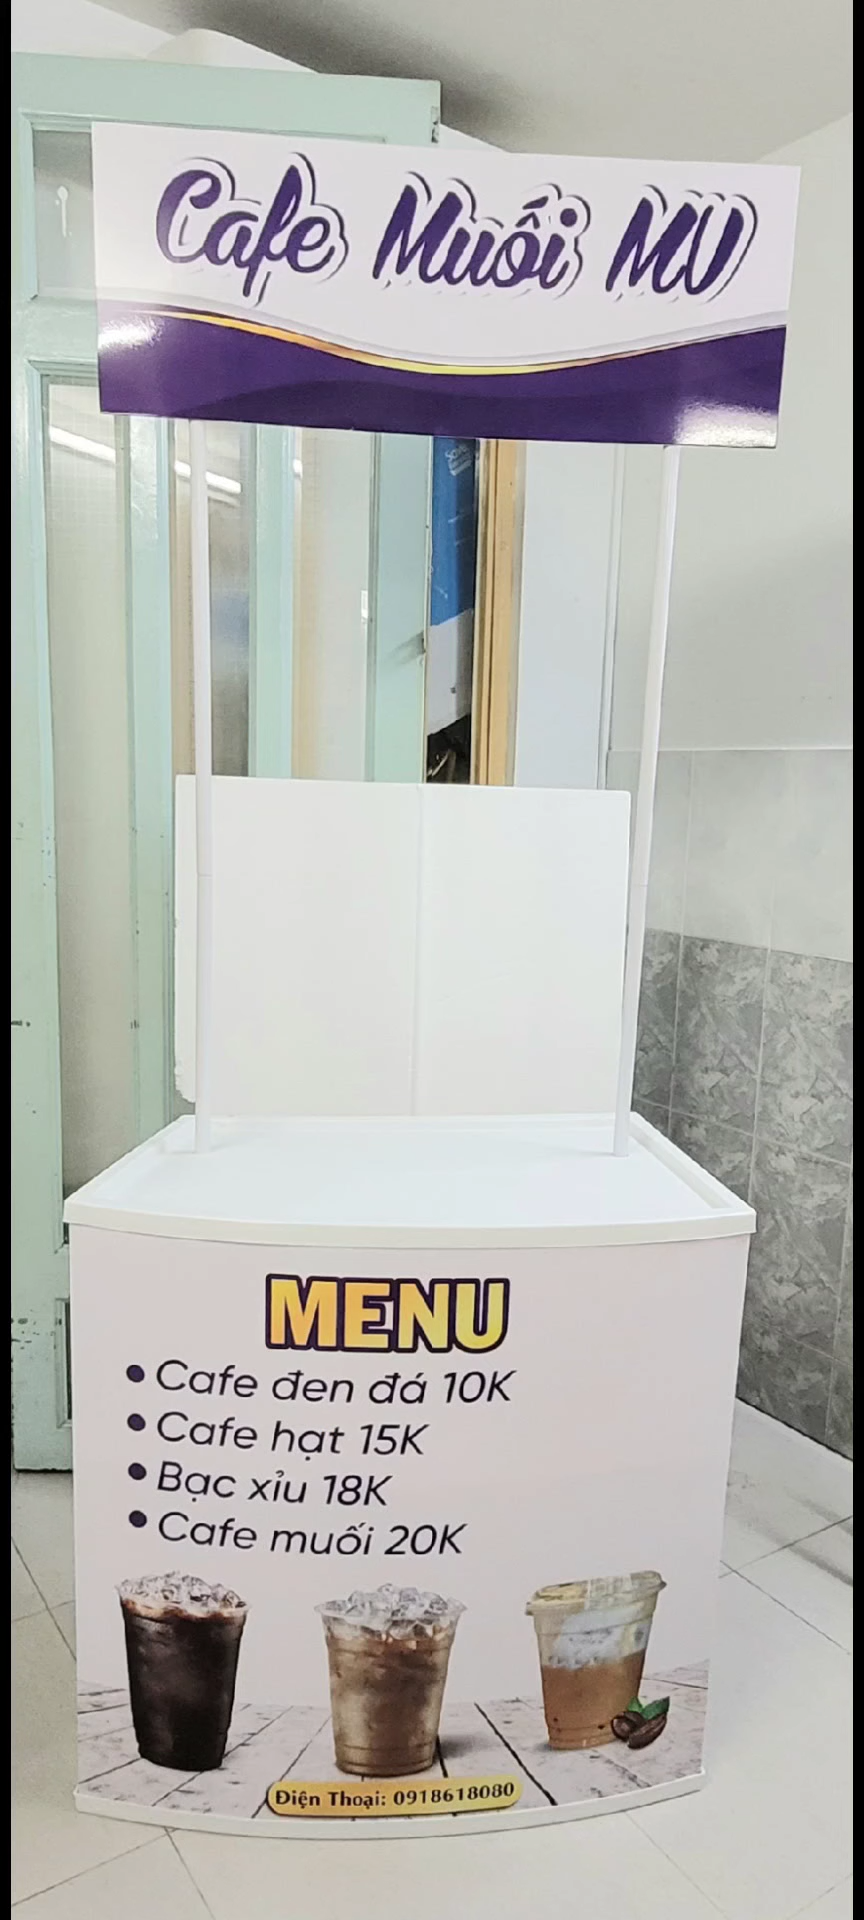 Cafe Muối MV
MENU
• Cafe đen đá 10K
• Cafe hạt 15K
• Bạc xỉu 18K
• Cafe muối 20K
Điện Thoại: 0918618080